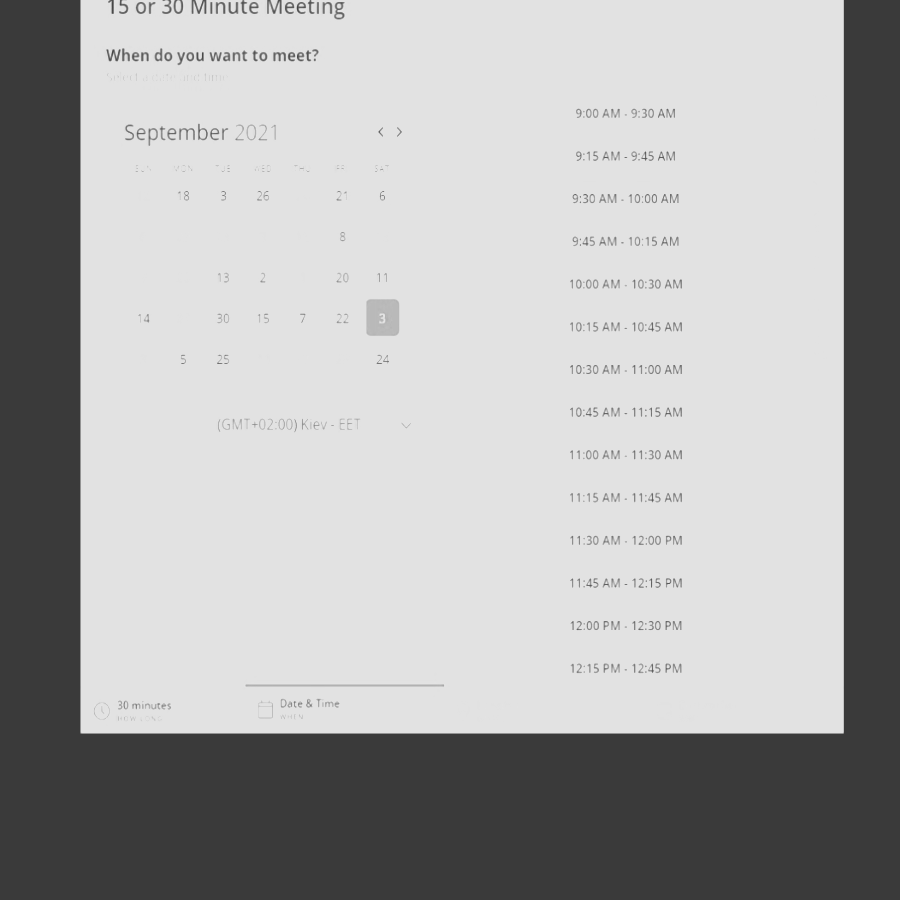 15 or 30 Minute Meeting
When do you want to meet?
Select a date and time
September 2021
SUN MON TUE WED THU FRI SAT
18 3 26 21 6
8
13 2 20 11
14 30 15 7 22 3
5 25 24
(GMT+02:00) Kiev - EET
9:00 AM - 9:30 AM
9:15 AM - 9:45 AM
9:30 AM - 10:00 AM
9:45 AM - 10:15 AM
10:00 AM - 10:30 AM
10:15 AM - 10:45 AM
10:30 AM - 11:00 AM
10:45 AM - 11:15 AM
11:00 AM - 11:30 AM
11:15 AM - 11:45 AM
11:30 AM - 12:00 PM
11:45 AM - 12:15 PM
12:00 PM - 12:30 PM
12:15 PM - 12:45 PM
30 minutes
HOW LONG
Date & Time
WHEN